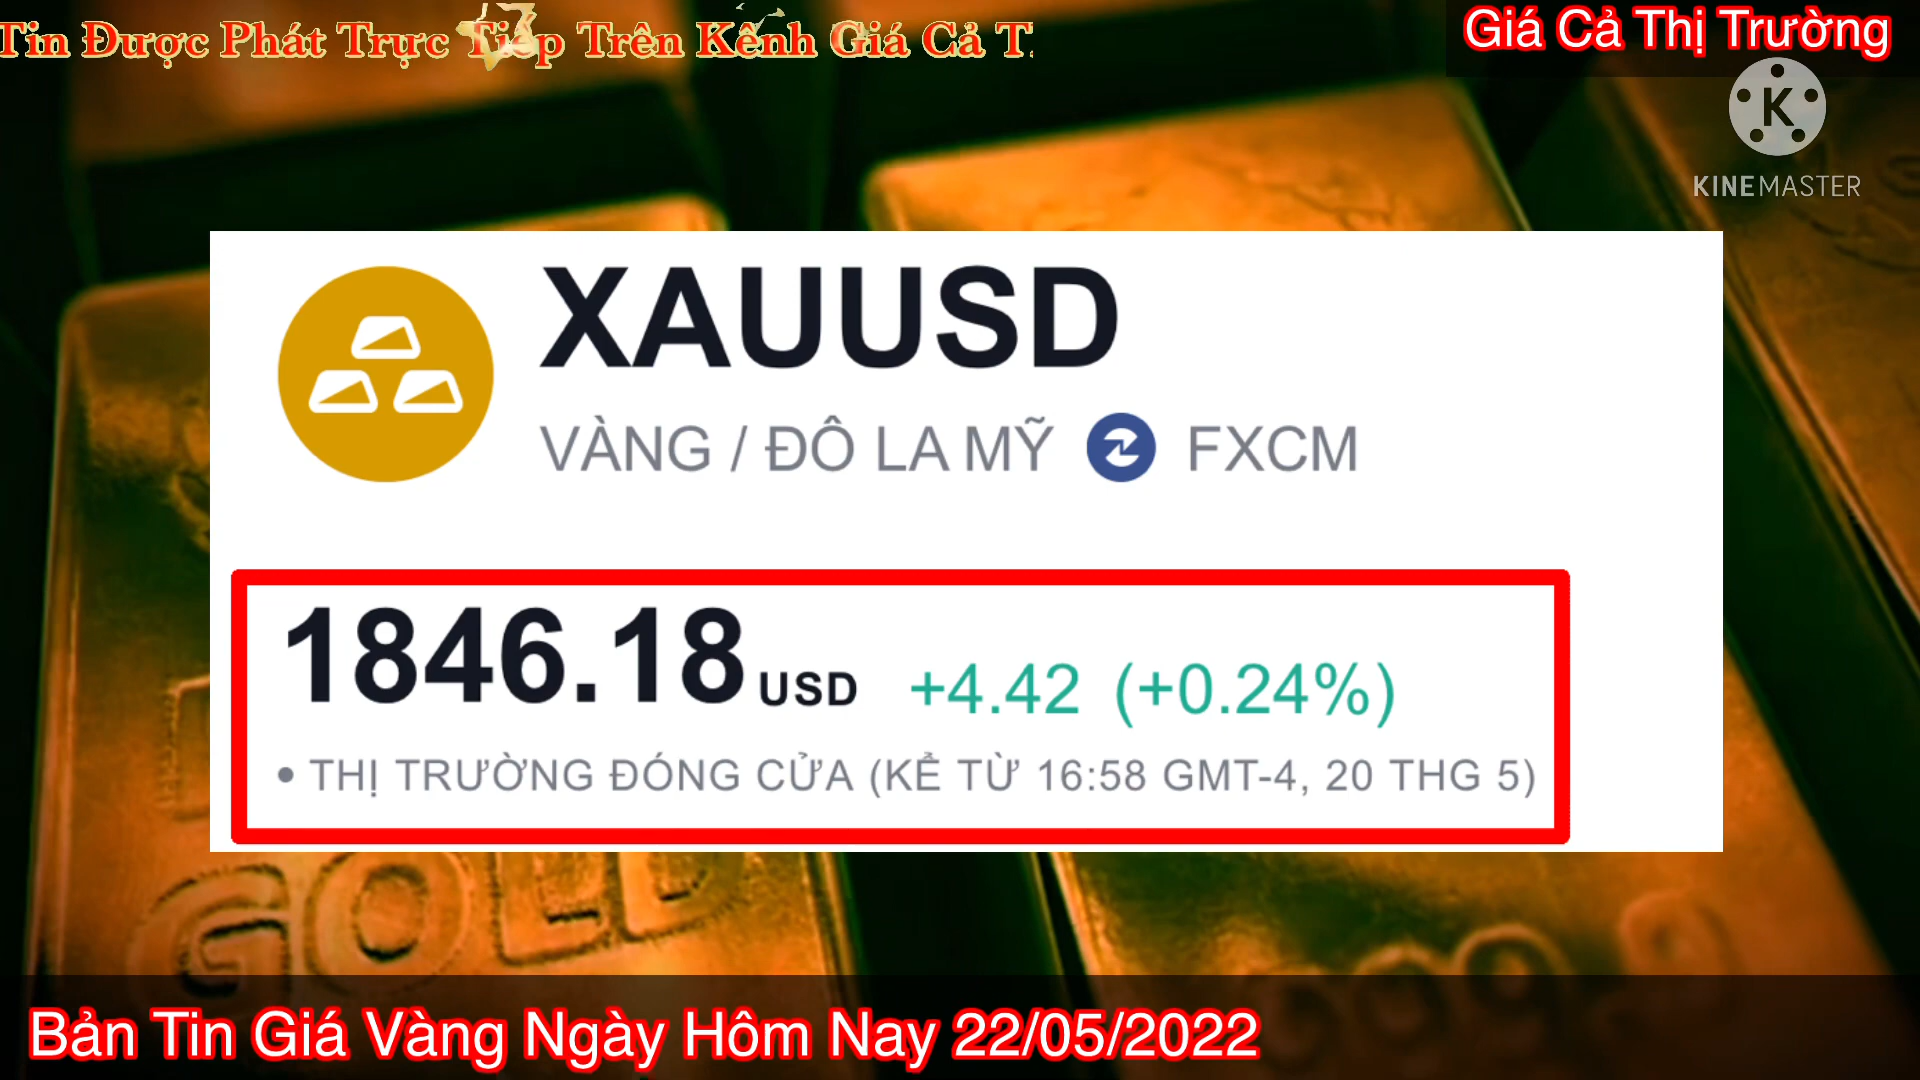 Tin Được Phát Trực Tiếp Trên Kênh Giá Cả T
Giá Cả Thị Trường
K
KINEMASTER
XAUUSD
VÀNG / ĐÔ LA MỸ FXCM
1846.18 USD +4.42 (+0.24%)
• THỊ TRƯỜNG ĐÓNG CỬA (KỂ TỪ 16:58 GMT-4, 20 THG 5)
GOLD
999.9
Bản Tin Giá Vàng Ngày Hôm Nay 22/05/2022